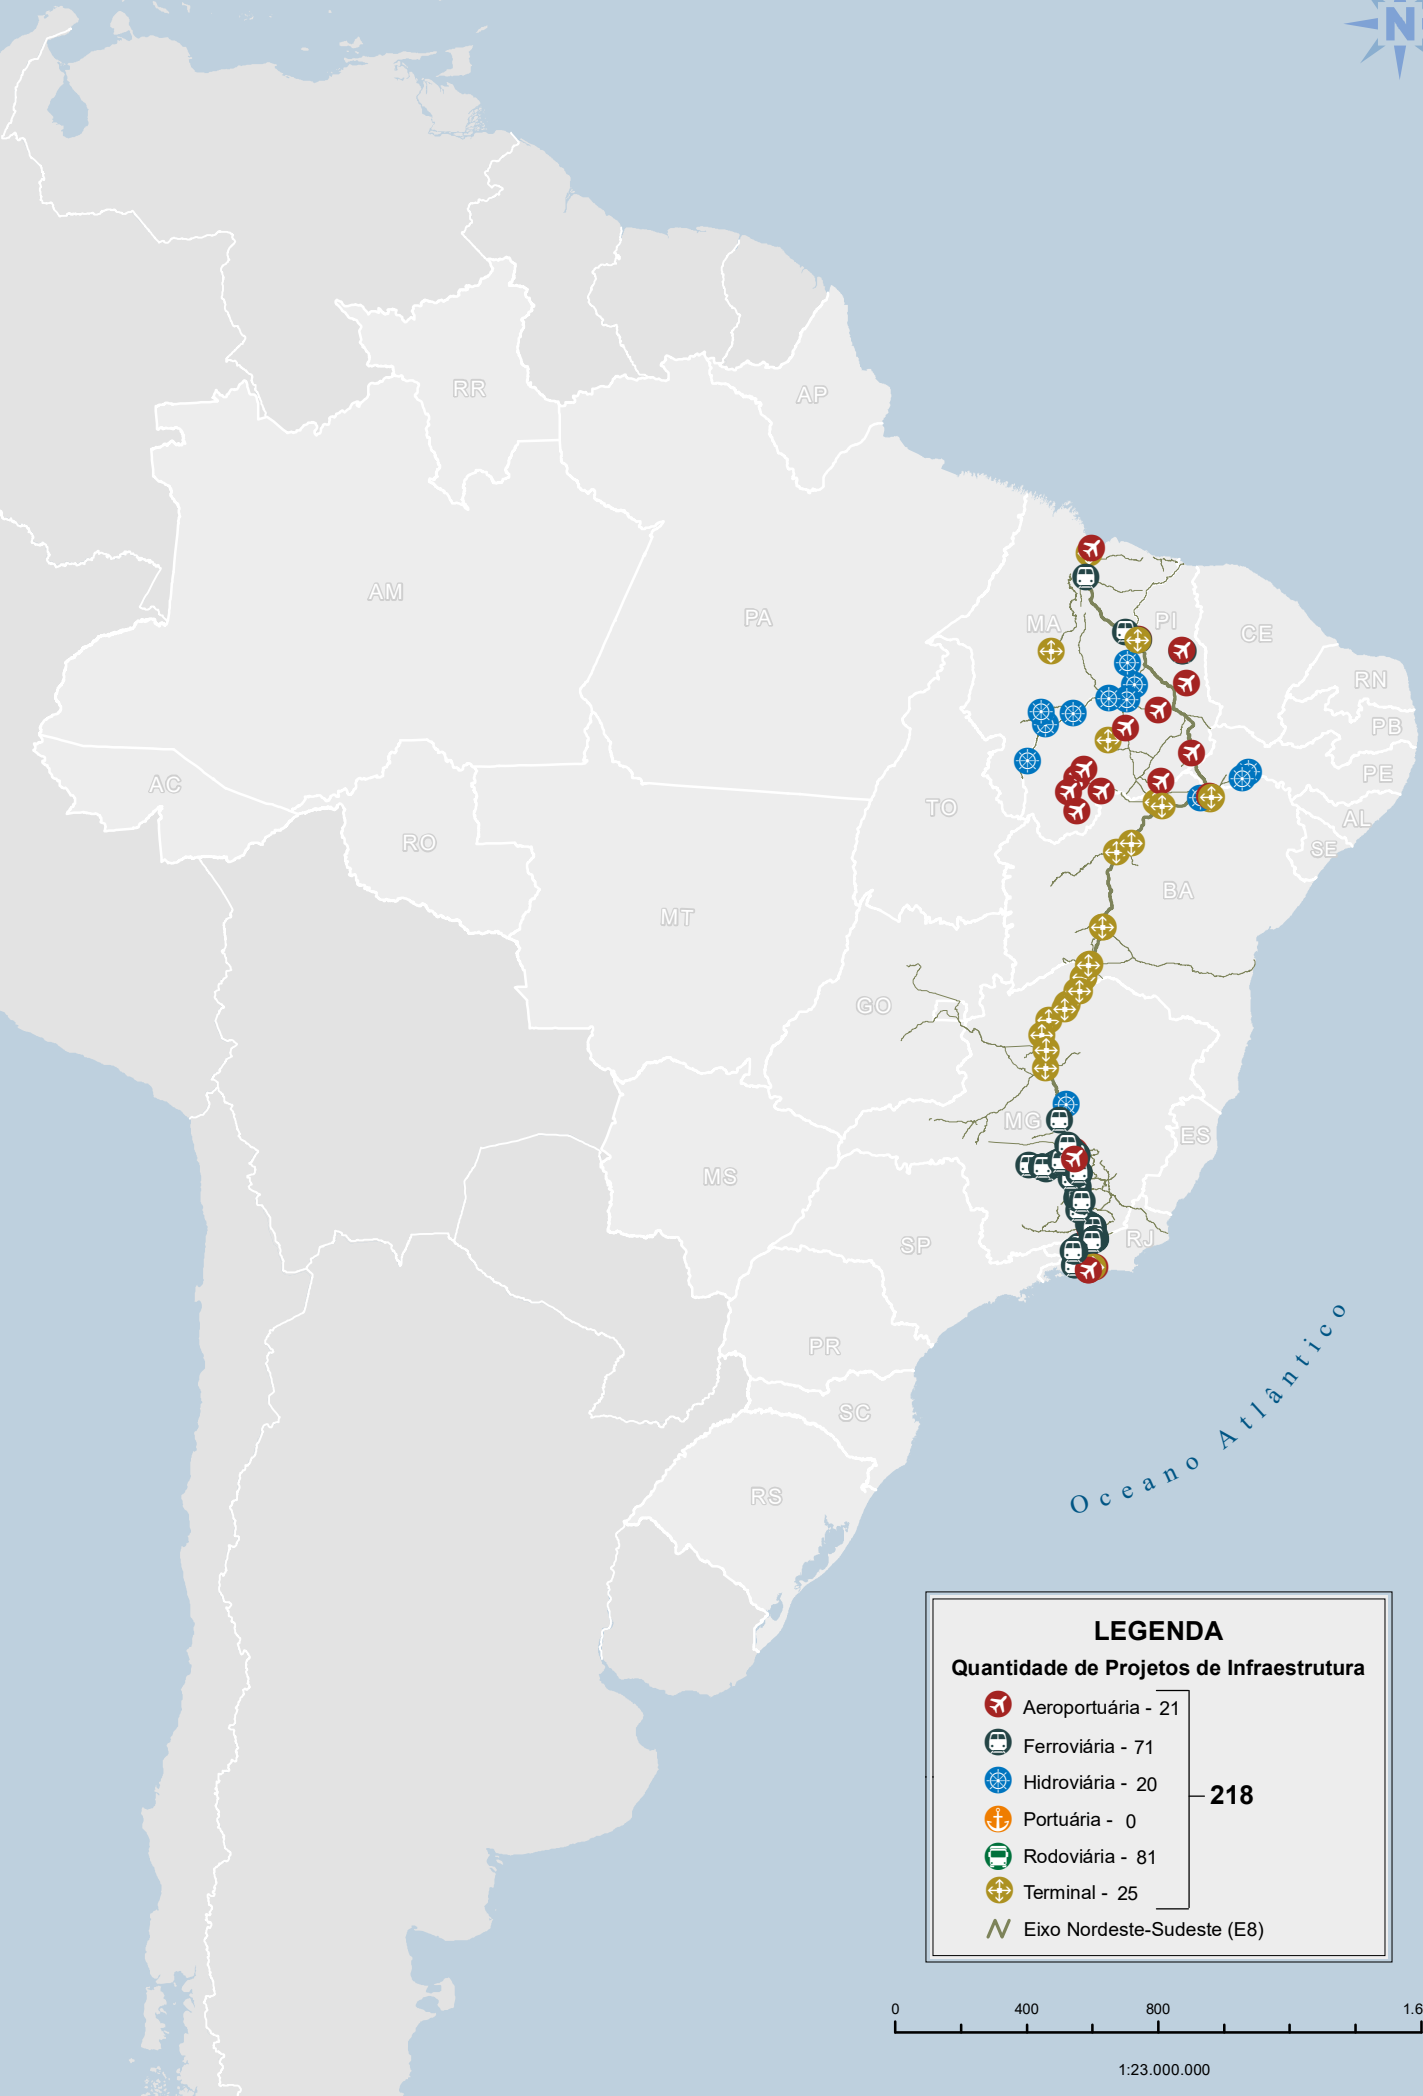 N
RR
AP
AM
PA
MA
PI
CE
RN
PB
PE
AC
TO
AL
RO
SE
BA
MT
GO
MG
ES
MS
SP
RJ
PR
SC
RS
Oceano Atlântico
LEGENDA
Quantidade de Projetos de Infraestrutura
Aeroportuária - 21
Ferroviária - 71
Hidroviária - 20
218
Portuária - 0
Rodoviária - 81
Terminal - 25
Eixo Nordeste-Sudeste (E8)
0 400 800 1.6
1:23.000.000